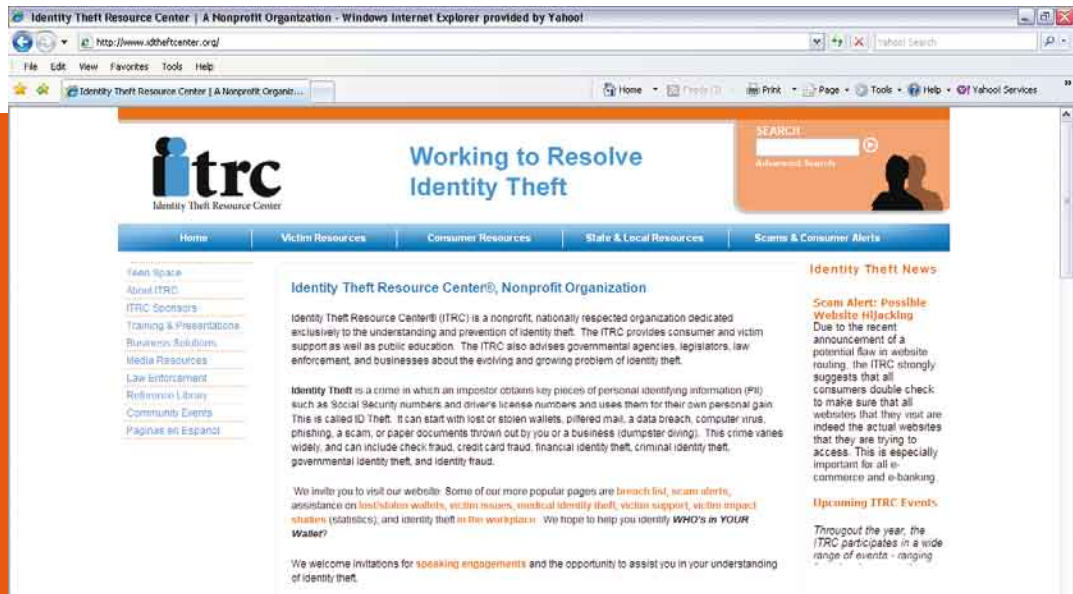 Identity Theft Resource Center | A Nonprofit Organization - Windows Internet Explorer provided by Yahoo!
http://www.idtheftcenter.org/
Yahoo! Search
File Edit View Favorites Tools Help
Identity Theft Resource Center | A Nonprofit Organiz...
Home Print Page Tools Help Yahoo! Services
itrc
Identity Theft Resource Center
Working to Resolve
Identity Theft
SEARCH
Advanced Search
Home Victim Resources Consumer Resources State & Local Resources Scams & Consumer Alerts
Teen Space
About ITRC
ITRC Sponsors
Training & Presentations
Business Solutions
Media Resources
Law Enforcement
Reference Library
Community Events
Paginas en Espanol
Identity Theft Resource Center®, Nonprofit Organization
Identity Theft Resource Center® (ITRC) is a nonprofit, nationally respected organization dedicated
exclusively to the understanding and prevention of identity theft. The ITRC provides consumer and victim
support as well as public education. The ITRC also advises governmental agencies, legislators, law
enforcement, and businesses about the evolving and growing problem of identity theft.
Identity Theft is a crime in which an impostor obtains key pieces of personal identifying information (PII)
such as Social Security numbers and driver's license numbers and uses them for their own personal gain.
This is called ID Theft. It can start with lost or stolen wallets, pilfered mail, a data breach, computer virus,
phishing, a scam, or paper documents thrown out by you or a business (dumpster diving). This crime varies
widely, and can include check fraud, credit card fraud, financial identity theft, criminal identity theft,
governmental identity theft, and identity fraud.
We invite you to visit our website. Some of our more popular pages are breach list, scam alerts,
assistance on lost/stolen wallets, victim issues, medical identity theft, victim support, victim impact
studies (statistics), and identity theft in the workplace. We hope to help you identify WHO's in YOUR
Wallet?
We welcome invitations for speaking engagements and the opportunity to assist you in your understanding
of identity theft.
Identity Theft News
Scam Alert: Possible
Website Hijacking
Due to the recent
announcement of a
potential flaw in website
routing, the ITRC strongly
suggests that all
consumers double check
to make sure that all
websites that they visit are
indeed the actual websites
that they are trying to
access. This is especially
important for all e-
commerce and e-banking
Upcoming ITRC Events
Througout the year, the
ITRC participates in a wide
range of events - ranging